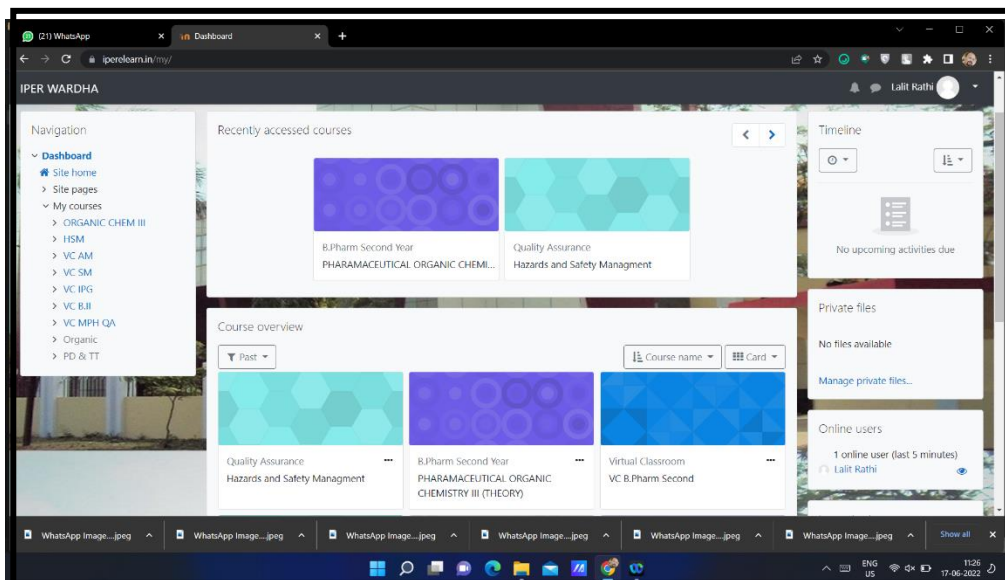 (21) WhatsApp
Dashboard
iperelearn.in/my/
IPER WARDHA
Lalit Rathi
Navigation
Dashboard
Site home
Site pages
My courses
ORGANIC CHEM III
HSM
VC AM
VC SM
VC IPG
VC B.II
VC MPH QA
Organic
PD & TT
Recently accessed courses
B.Pharm Second Year
PHARAMACEUTICAL ORGANIC CHEMI...
Quality Assurance
Hazards and Safety Managment
Course overview
Past
Course name
Card
Quality Assurance
Hazards and Safety Managment
B.Pharm Second Year
PHARAMACEUTICAL ORGANIC
CHEMISTRY III (THEORY)
Virtual Classroom
VC B.Pharm Second
Timeline
No upcoming activities due
Private files
No files available
Manage private files...
Online users
1 online user (last 5 minutes)
Lalit Rathi
WhatsApp Image....jpeg
WhatsApp Image....jpeg
WhatsApp Image....jpeg
WhatsApp Image....jpeg
WhatsApp Image....jpeg
WhatsApp Image....jpeg
Show all
ENG
US
11:26
17-06-2022